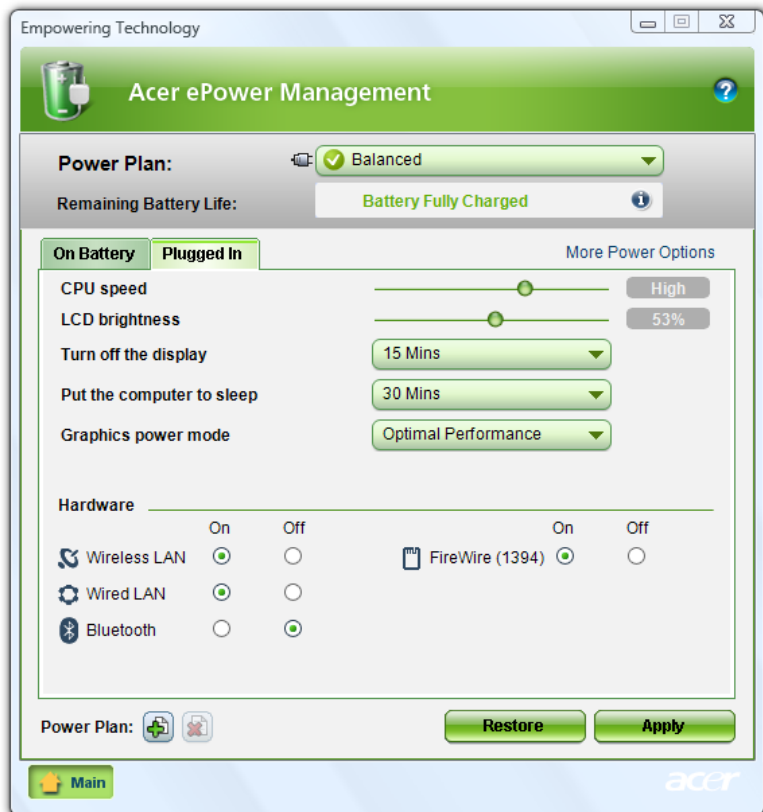 Empowering Technology
Acer ePower Management
Power Plan: Balanced
Remaining Battery Life: Battery Fully Charged
On Battery Plugged In More Power Options
CPU speed High
LCD brightness 53%
Turn off the display 15 Mins
Put the computer to sleep 30 Mins
Graphics power mode Optimal Performance
Hardware
On Off On Off
Wireless LAN FireWire (1394)
Wired LAN
Bluetooth
Power Plan: Restore Apply
Main acer